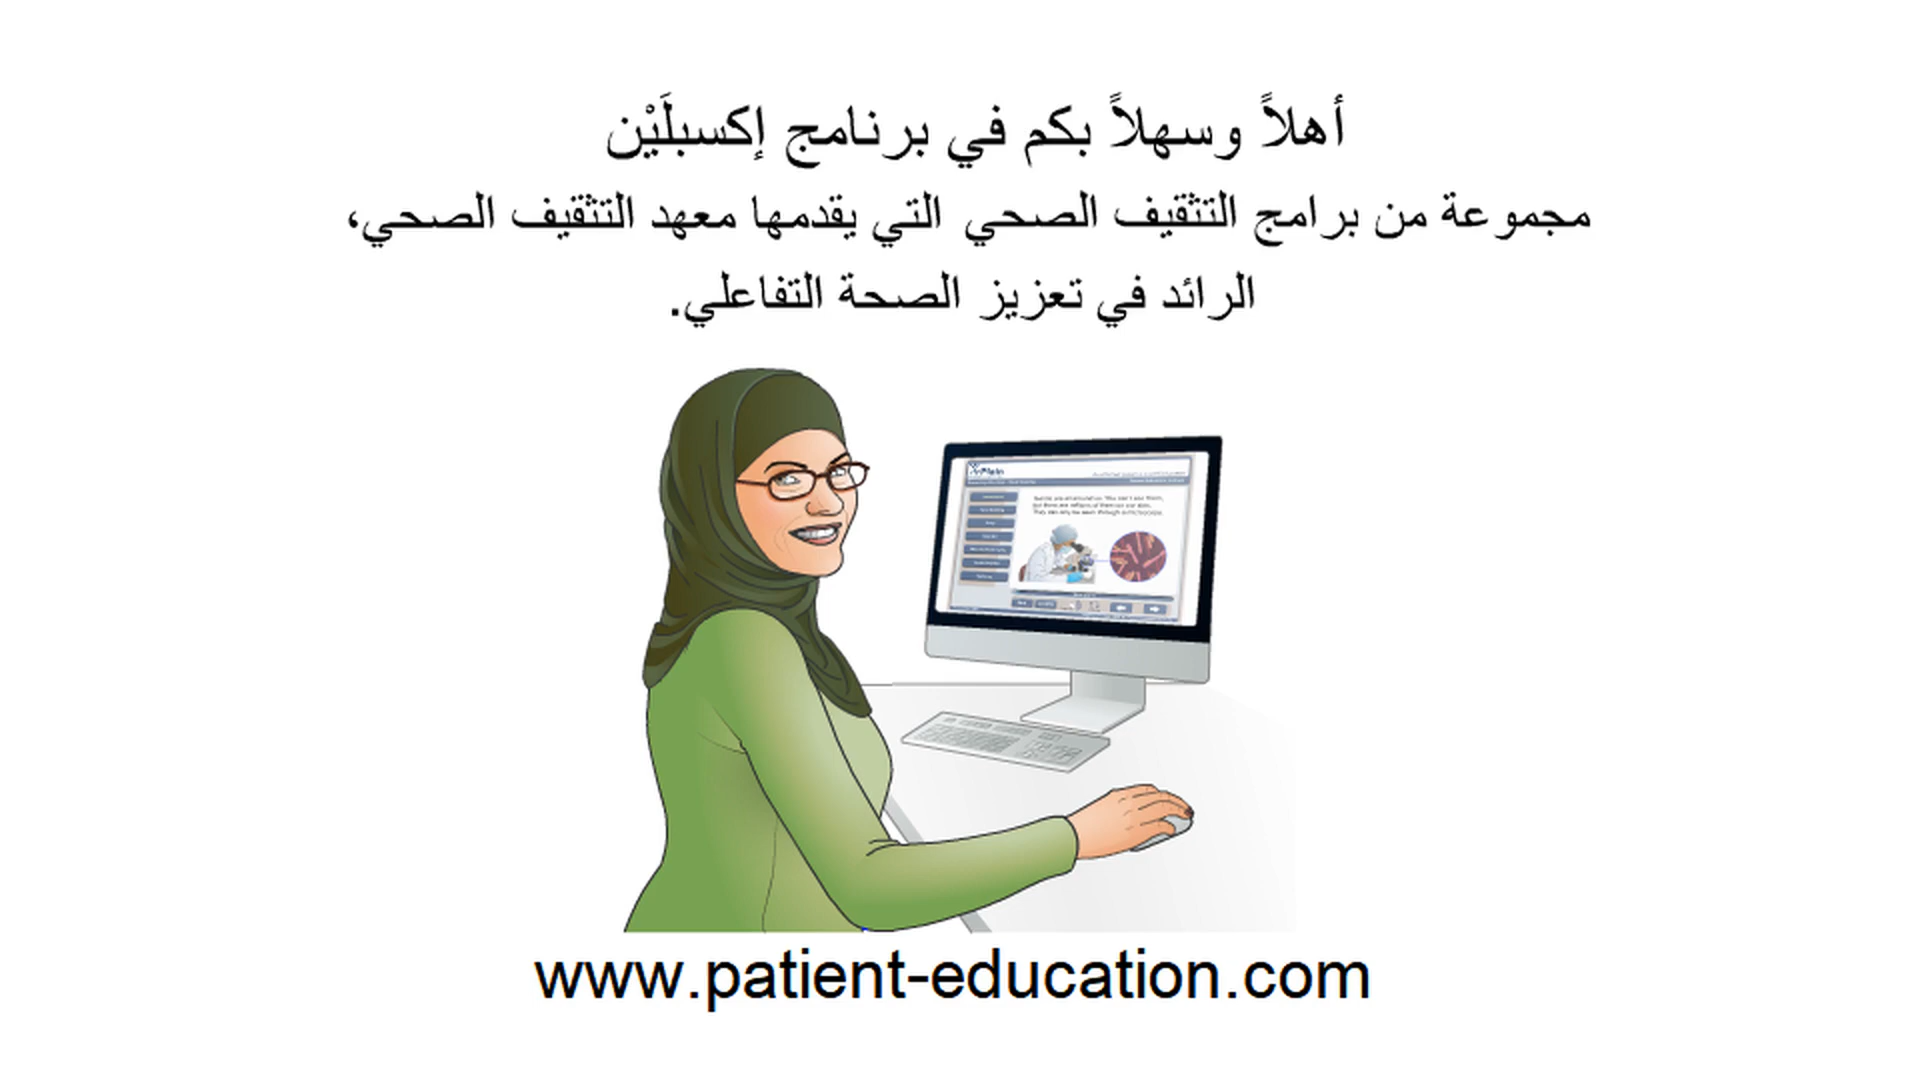 أهلاً وسهلاً بكم في برنامج إكسبلَيْن
مجموعة من برامج التثقيف الصحي التي يقدمها معهد التثقيف الصحي،
الرائد في تعزيز الصحة التفاعلي.
www.patient-education.com